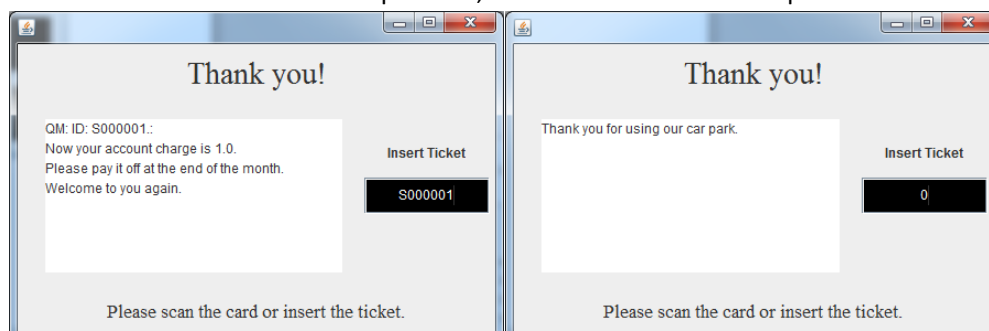 Thank you!
QM: ID: S000001.:
Now your account charge is 1.0.
Please pay it off at the end of the month.
Welcome to you again.
Insert Ticket
S000001
Please scan the card or insert the ticket.
Thank you!
Thank you for using our car park.
Insert Ticket
0
Please scan the card or insert the ticket.